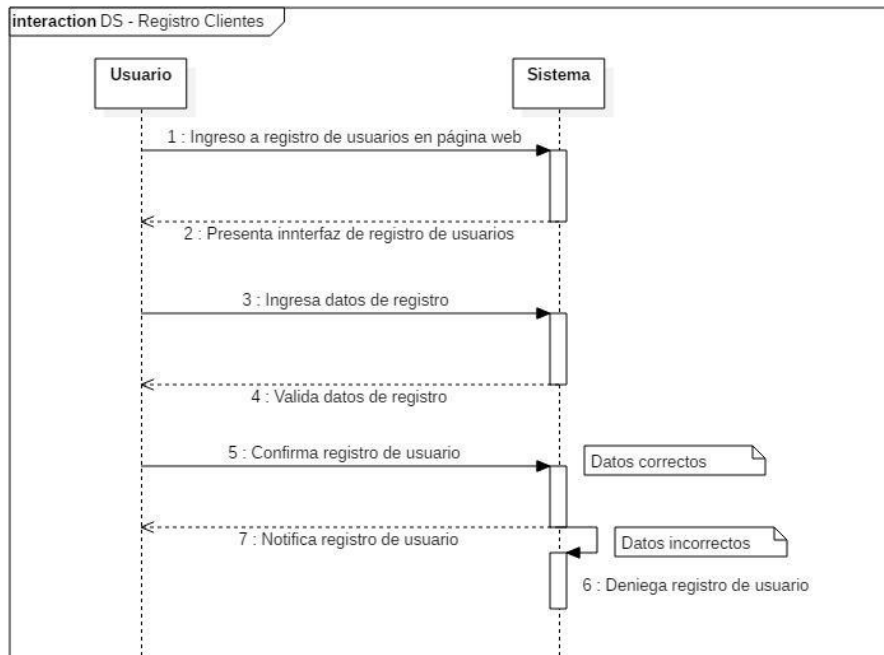 interaction DS - Registro Clientes
Usuario
Sistema
1 : Ingreso a registro de usuarios en página web
2 : Presenta innterfaz de registro de usuarios
3 : Ingresa datos de registro
4 : Valida datos de registro
5 : Confirma registro de usuario
Datos correctos
7 : Notifica registro de usuario
Datos incorrectos
6 : Deniega registro de usuario